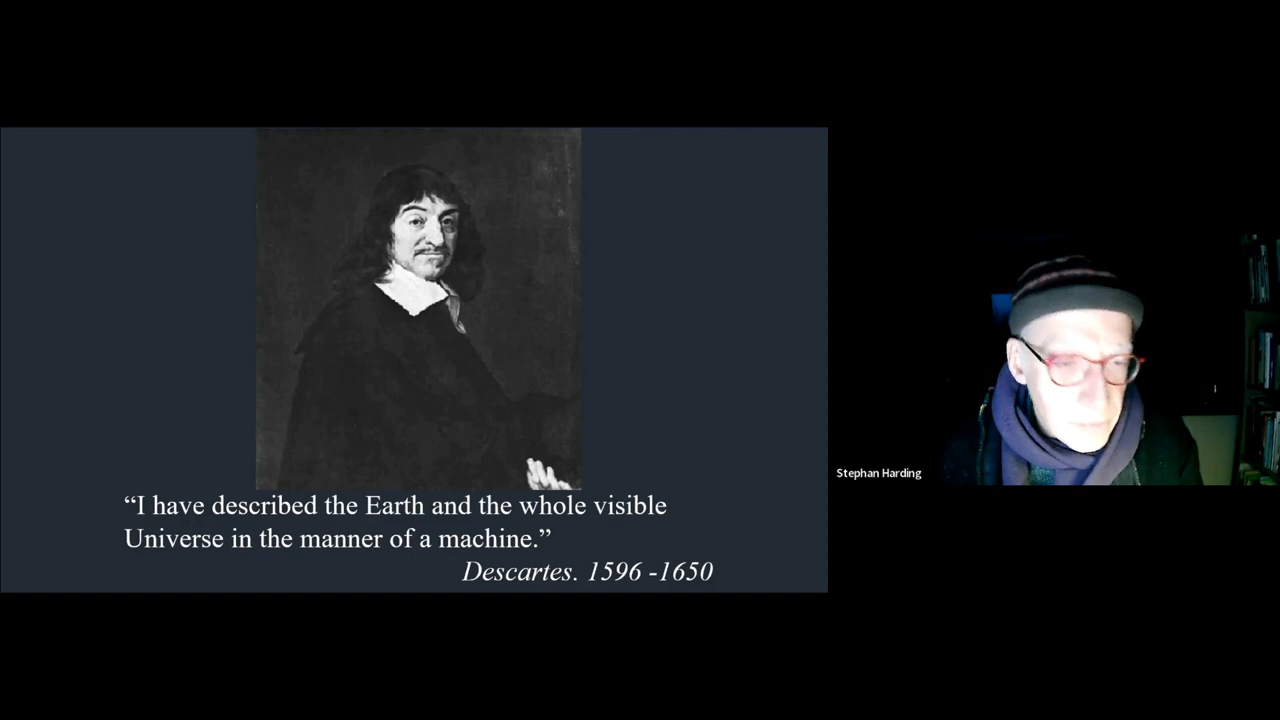 “I have described the Earth and the whole visible
Universe in the manner of a machine.”
Descartes. 1596 -1650
Stephan Harding